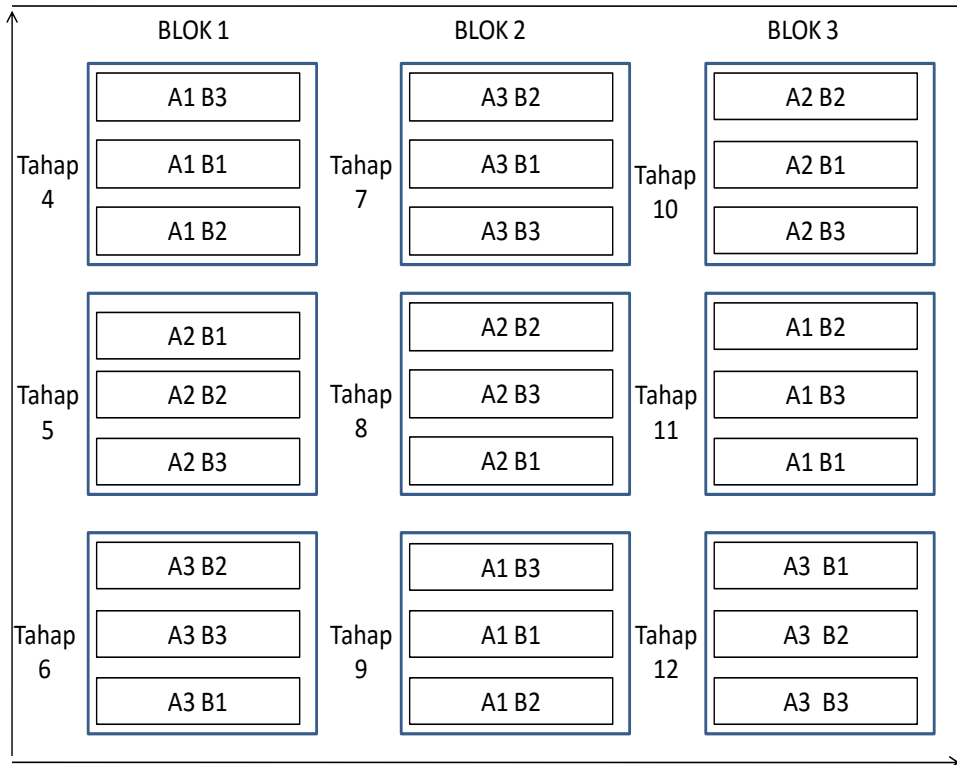 BLOK 1
BLOK 2
BLOK 3
Tahap
4
A1 B3
A1 B1
A1 B2
Tahap
7
A3 B2
A3 B1
A3 B3
Tahap
10
A2 B2
A2 B1
A2 B3
Tahap
5
A2 B1
A2 B2
A2 B3
Tahap
8
A2 B2
A2 B3
A2 B1
Tahap
11
A1 B2
A1 B3
A1 B1
Tahap
6
A3 B2
A3 B3
A3 B1
Tahap
9
A1 B3
A1 B1
A1 B2
Tahap
12
A3 B1
A3 B2
A3 B3